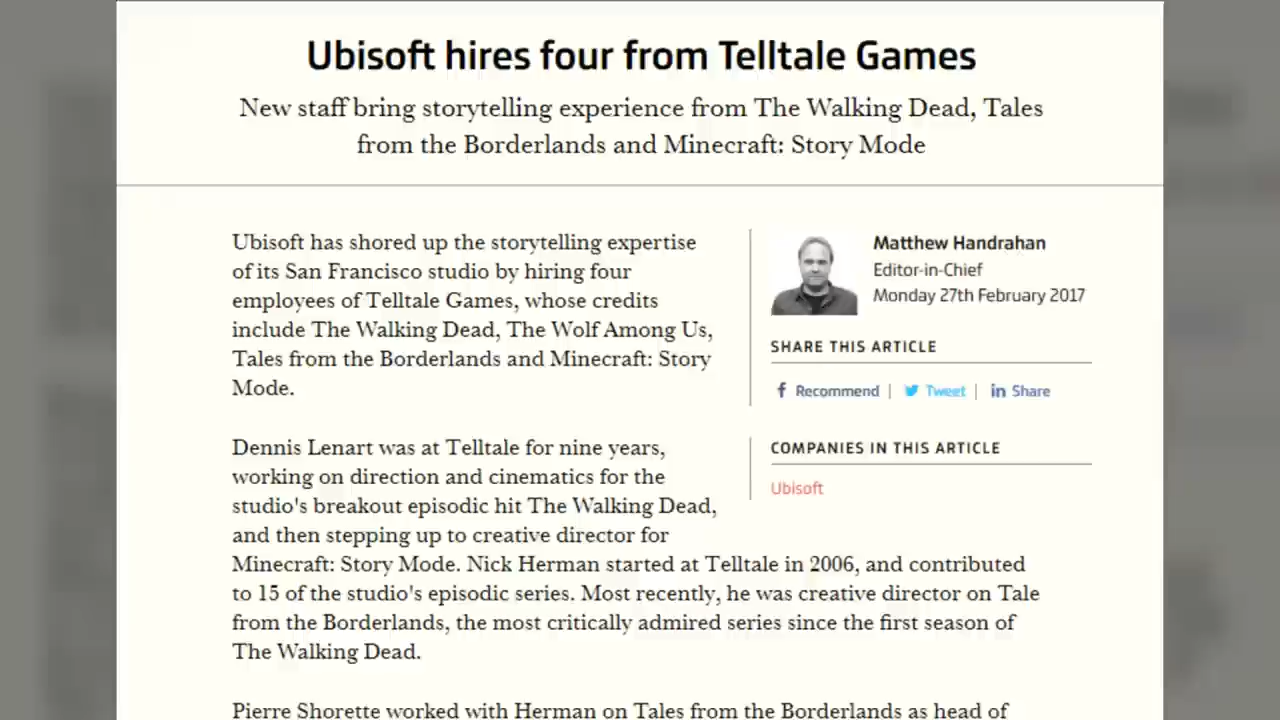 Ubisoft hires four from Telltale Games
New staff bring storytelling experience from The Walking Dead, Tales
from the Borderlands and Minecraft: Story Mode
Ubisoft has shored up the storytelling expertise
of its San Francisco studio by hiring four
employees of Telltale Games, whose credits
include The Walking Dead, The Wolf Among Us,
Tales from the Borderlands and Minecraft: Story
Mode.
Dennis Lenart was at Telltale for nine years,
working on direction and cinematics for the
studio's breakout episodic hit The Walking Dead,
and then stepping up to creative director for
Minecraft: Story Mode. Nick Herman started at Telltale in 2006, and contributed
to 15 of the studio's episodic series. Most recently, he was creative director on Tale
from the Borderlands, the most critically admired series since the first season of
The Walking Dead.
Pierre Shorette worked with Herman on Tales from the Borderlands as head of
Matthew Handrahan
Editor-in-Chief
Monday 27th February 2017
SHARE THIS ARTICLE
Recommend
Tweet
Share
COMPANIES IN THIS ARTICLE
Ubisoft